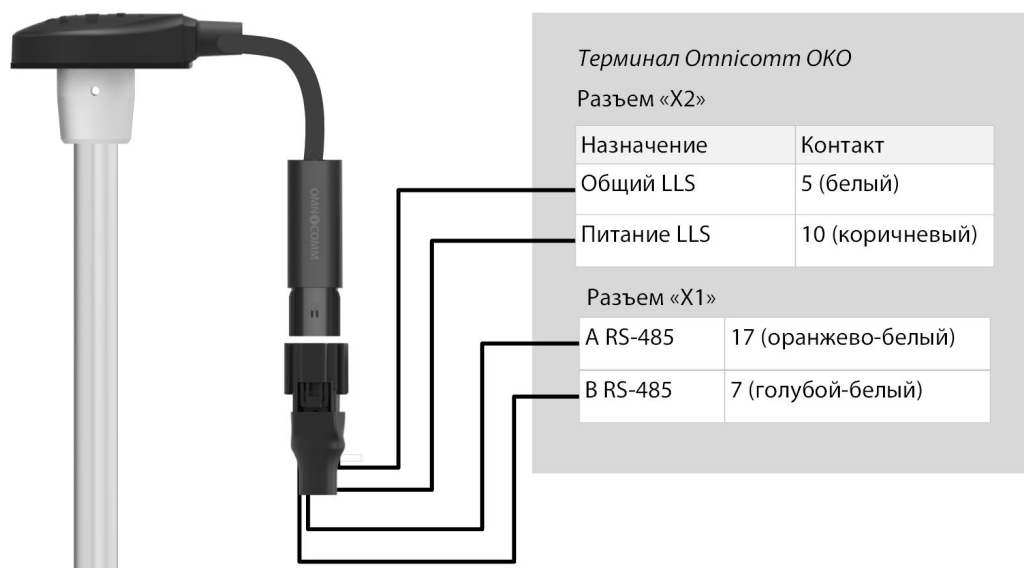 Терминал Omnicomm ОКО
Разъем «X2»
Назначение Контакт
Общий LLS 5 (белый)
Питание LLS 10 (коричневый)
Разъем «X1»
A RS-485 17 (оранжево-белый)
B RS-485 7 (голубой-белый)
OMNICOMM